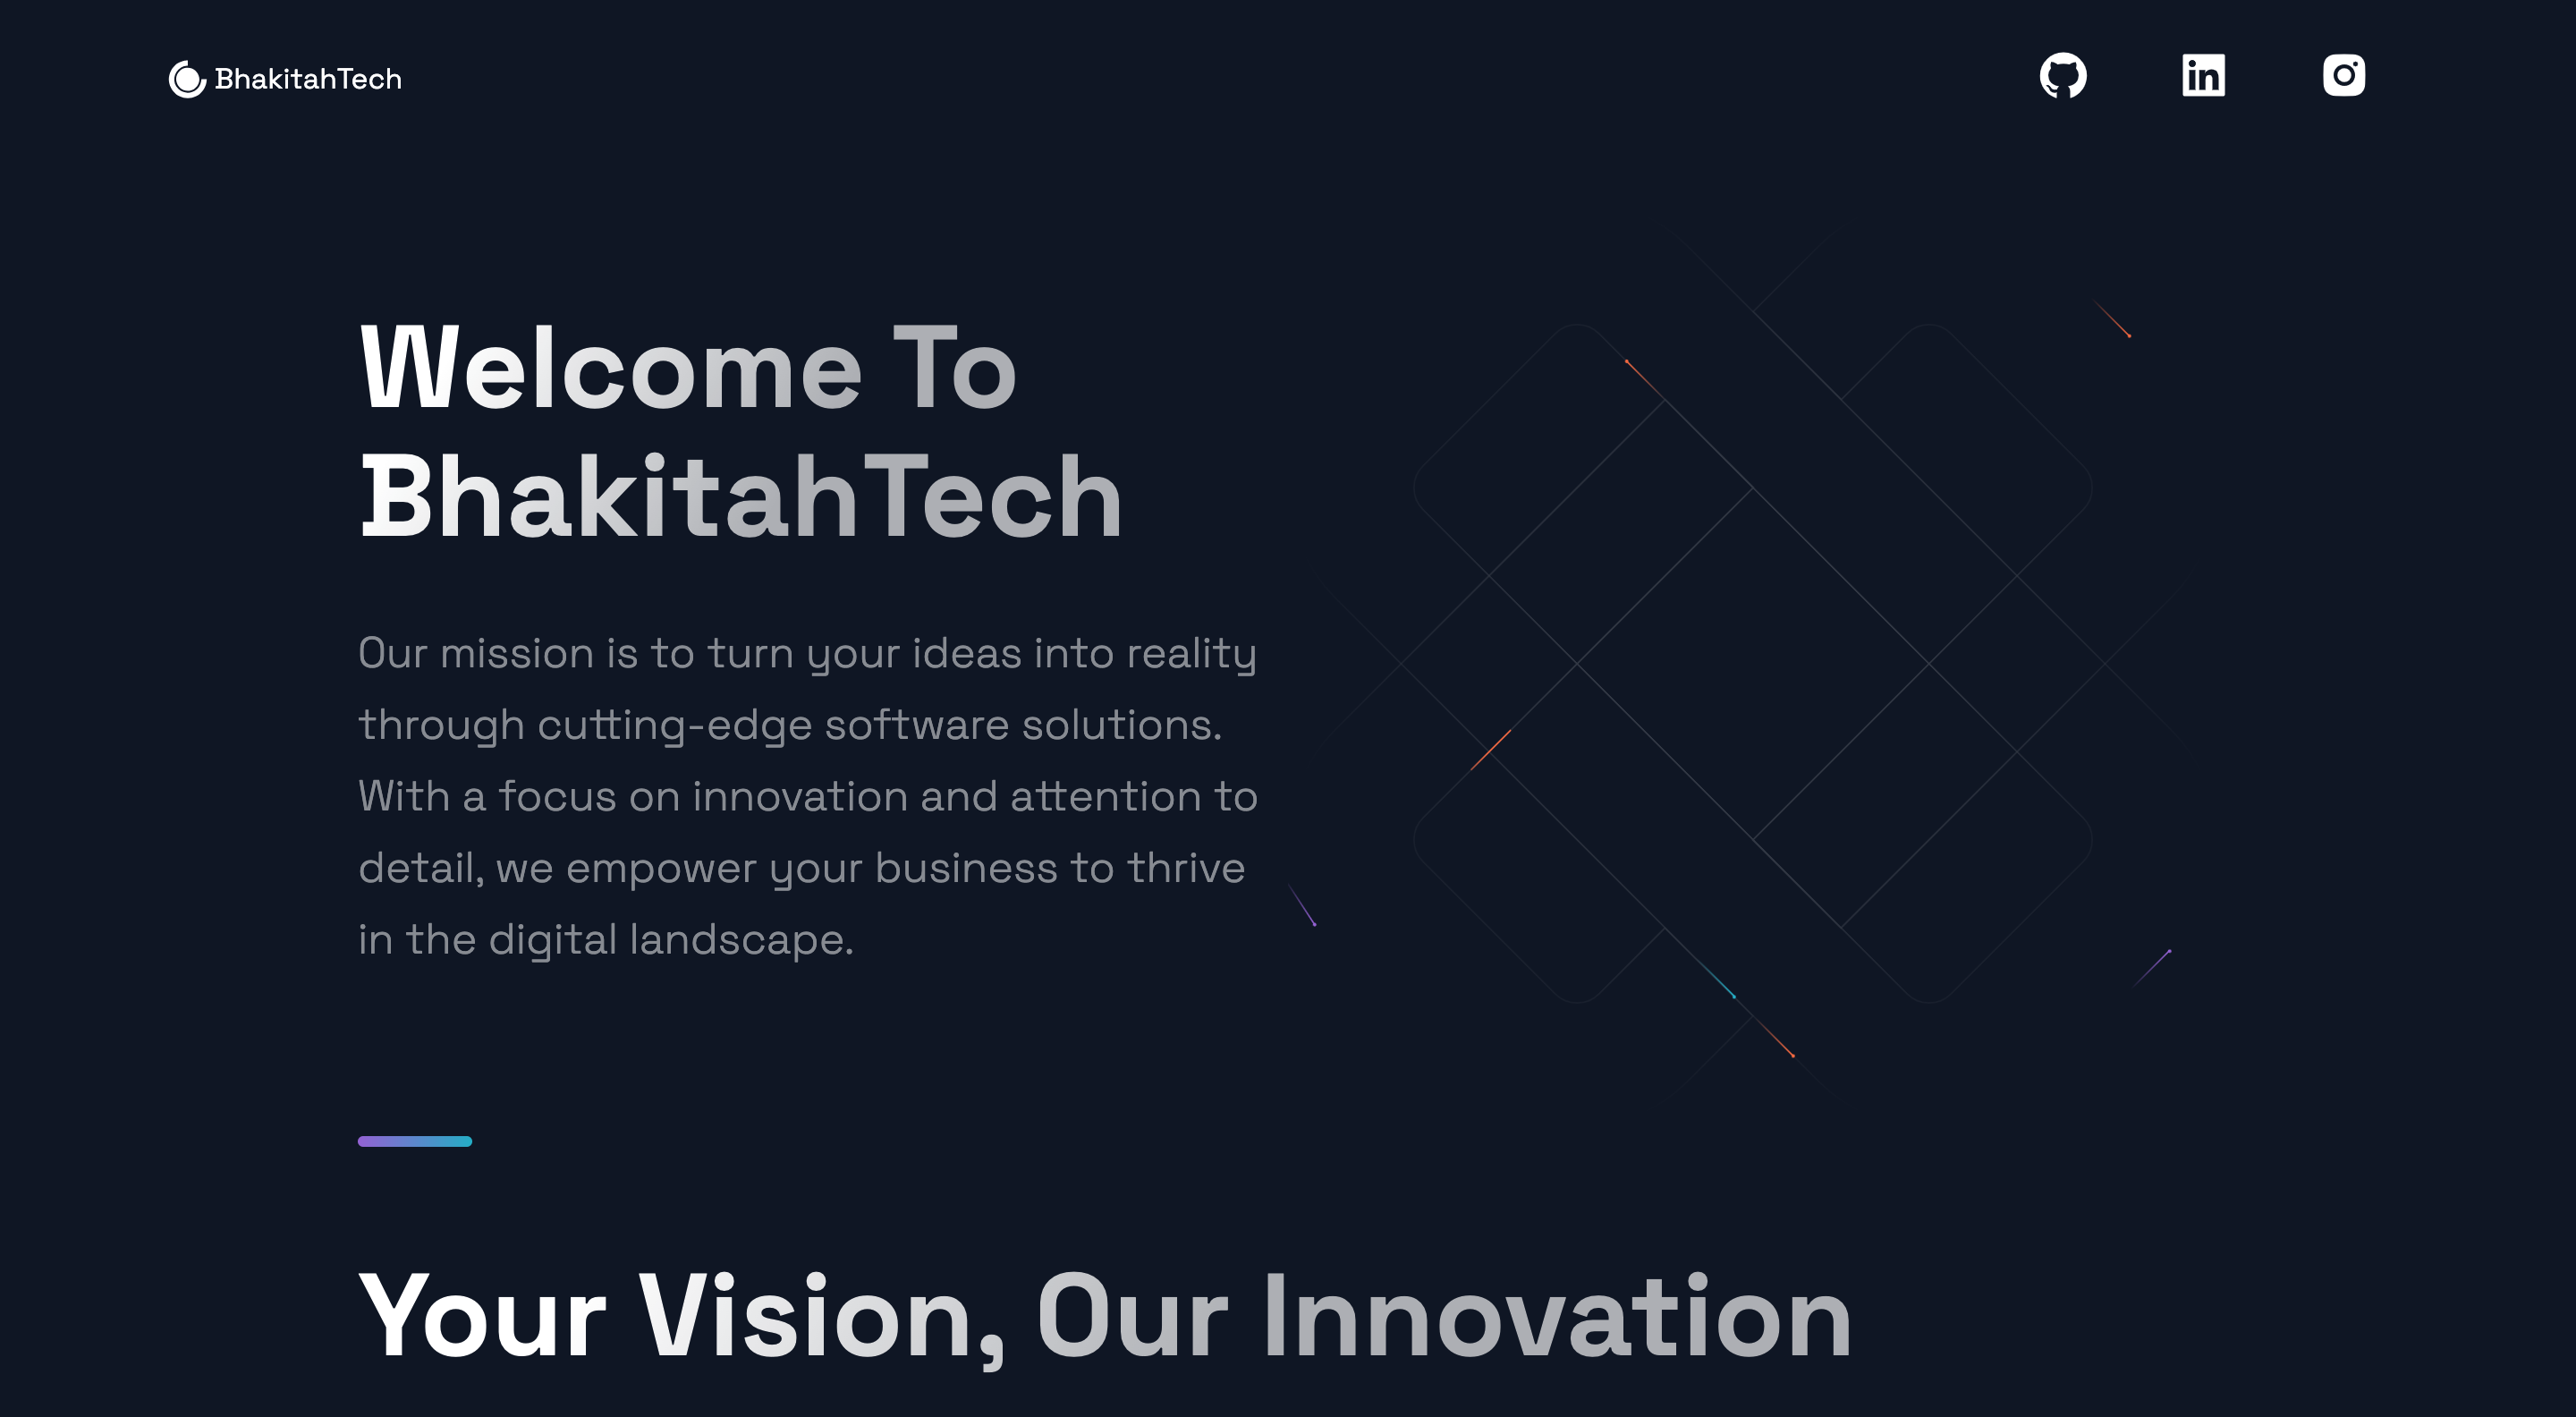 BhakitahTech
Welcome To
BhakitahTech
Our mission is to turn your ideas into reality
through cutting-edge software solutions.
With a focus on innovation and attention to
detail, we empower your business to thrive
in the digital landscape.
Your Vision, Our Innovation